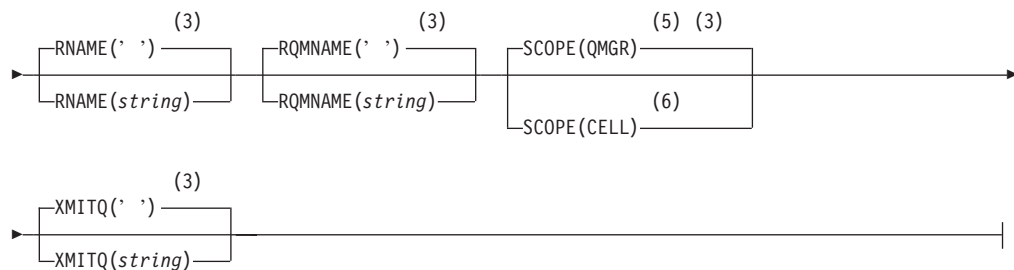 (3) (3) (5) (3)
RNAME(' ') RQMNAME(' ') SCOPE(QMGR)
RNAME(string) RQMNAME(string) (6)
SCOPE(CELL)
(3)
XMITQ(' ')
XMITQ(string)